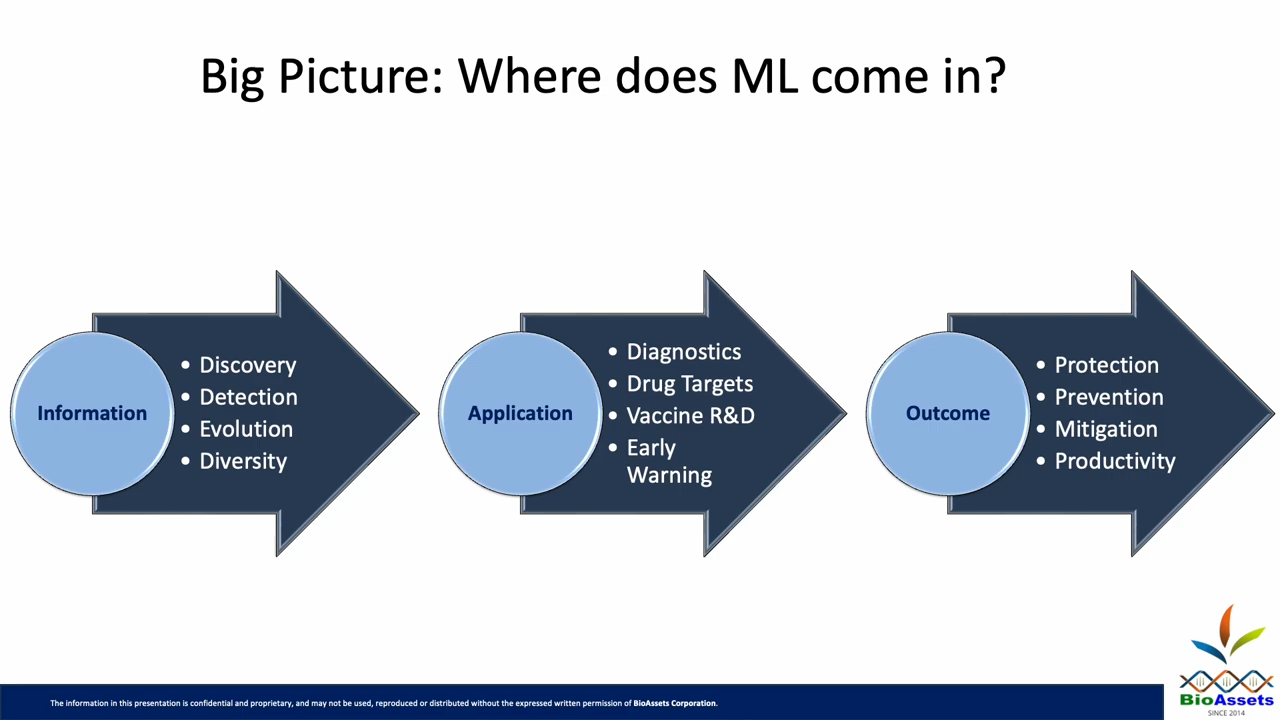 Big Picture: Where does ML come in?
Information
• Discovery
• Detection
• Evolution
• Diversity
Application
• Diagnostics
• Drug Targets
• Vaccine R&D
• Early
Warning
Outcome
• Protection
• Prevention
• Mitigation
• Productivity
The information in this presentation is confidential and proprietary, and may not be used, reproduced or distributed without the expressed written permission of BioAssets Corporation.
BioAssets
SINCE 2014